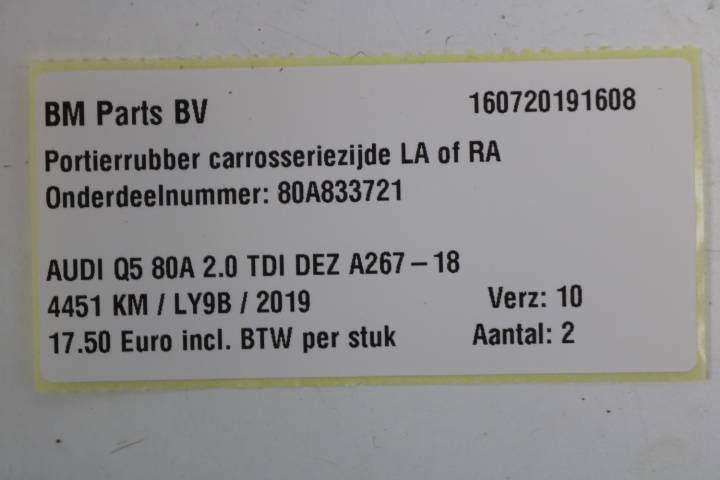 BM Parts BV 160720191608
Portierrubber carrosseriezijde LA of RA
Onderdeelnummer: 80A833721
AUDI Q5 80A 2.0 TDI DEZ A267-18
4451 KM / LY9B / 2019 Verz: 10
17.50 Euro incl. BTW per stuk Aantal: 2